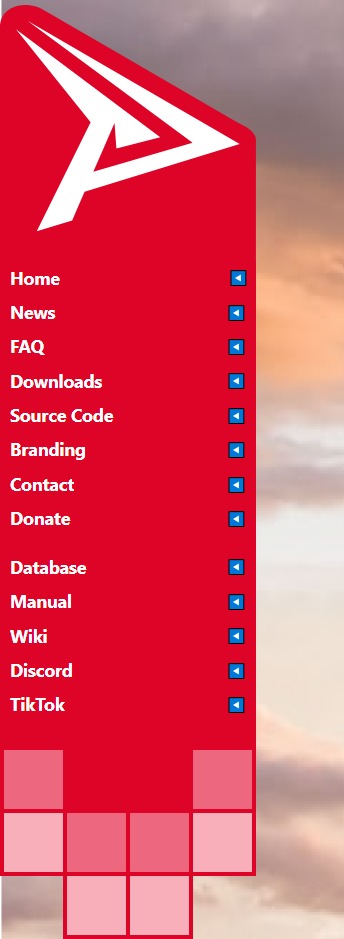 Home
News
FAQ
Downloads
Source Code
Branding
Contact
Donate
Database
Manual
Wiki
Discord
TikTok